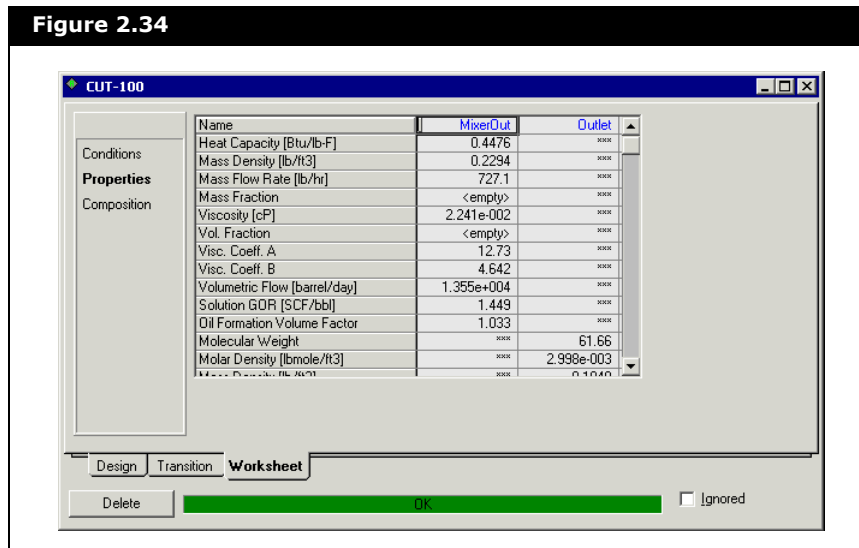 Figure 2.34
CUT-100
Conditions
Properties
Composition
Name MixerOut Outlet
Heat Capacity [Btu/lb-F] 0.4476 ***
Mass Density [lb/ft3] 0.2294 ***
Mass Flow Rate [lb/hr] 727.1 ***
Mass Fraction <empty> ***
Viscosity [cP] 2.241e-002 ***
Vol. Fraction <empty> ***
Visc. Coeff. A 12.73 ***
Visc. Coeff. B 4.642 ***
Volumetric Flow [barrel/day] 1.355e+004 ***
Solution GOR [SCF/bbl] 1.449 ***
Oil Formation Volume Factor 1.033 ***
Molecular Weight *** 61.66
Molar Density [lbmole/ft3] *** 2.998e-003
Mass Density [lb/ft3] ***
Design Transition Worksheet
Delete OK Ignored